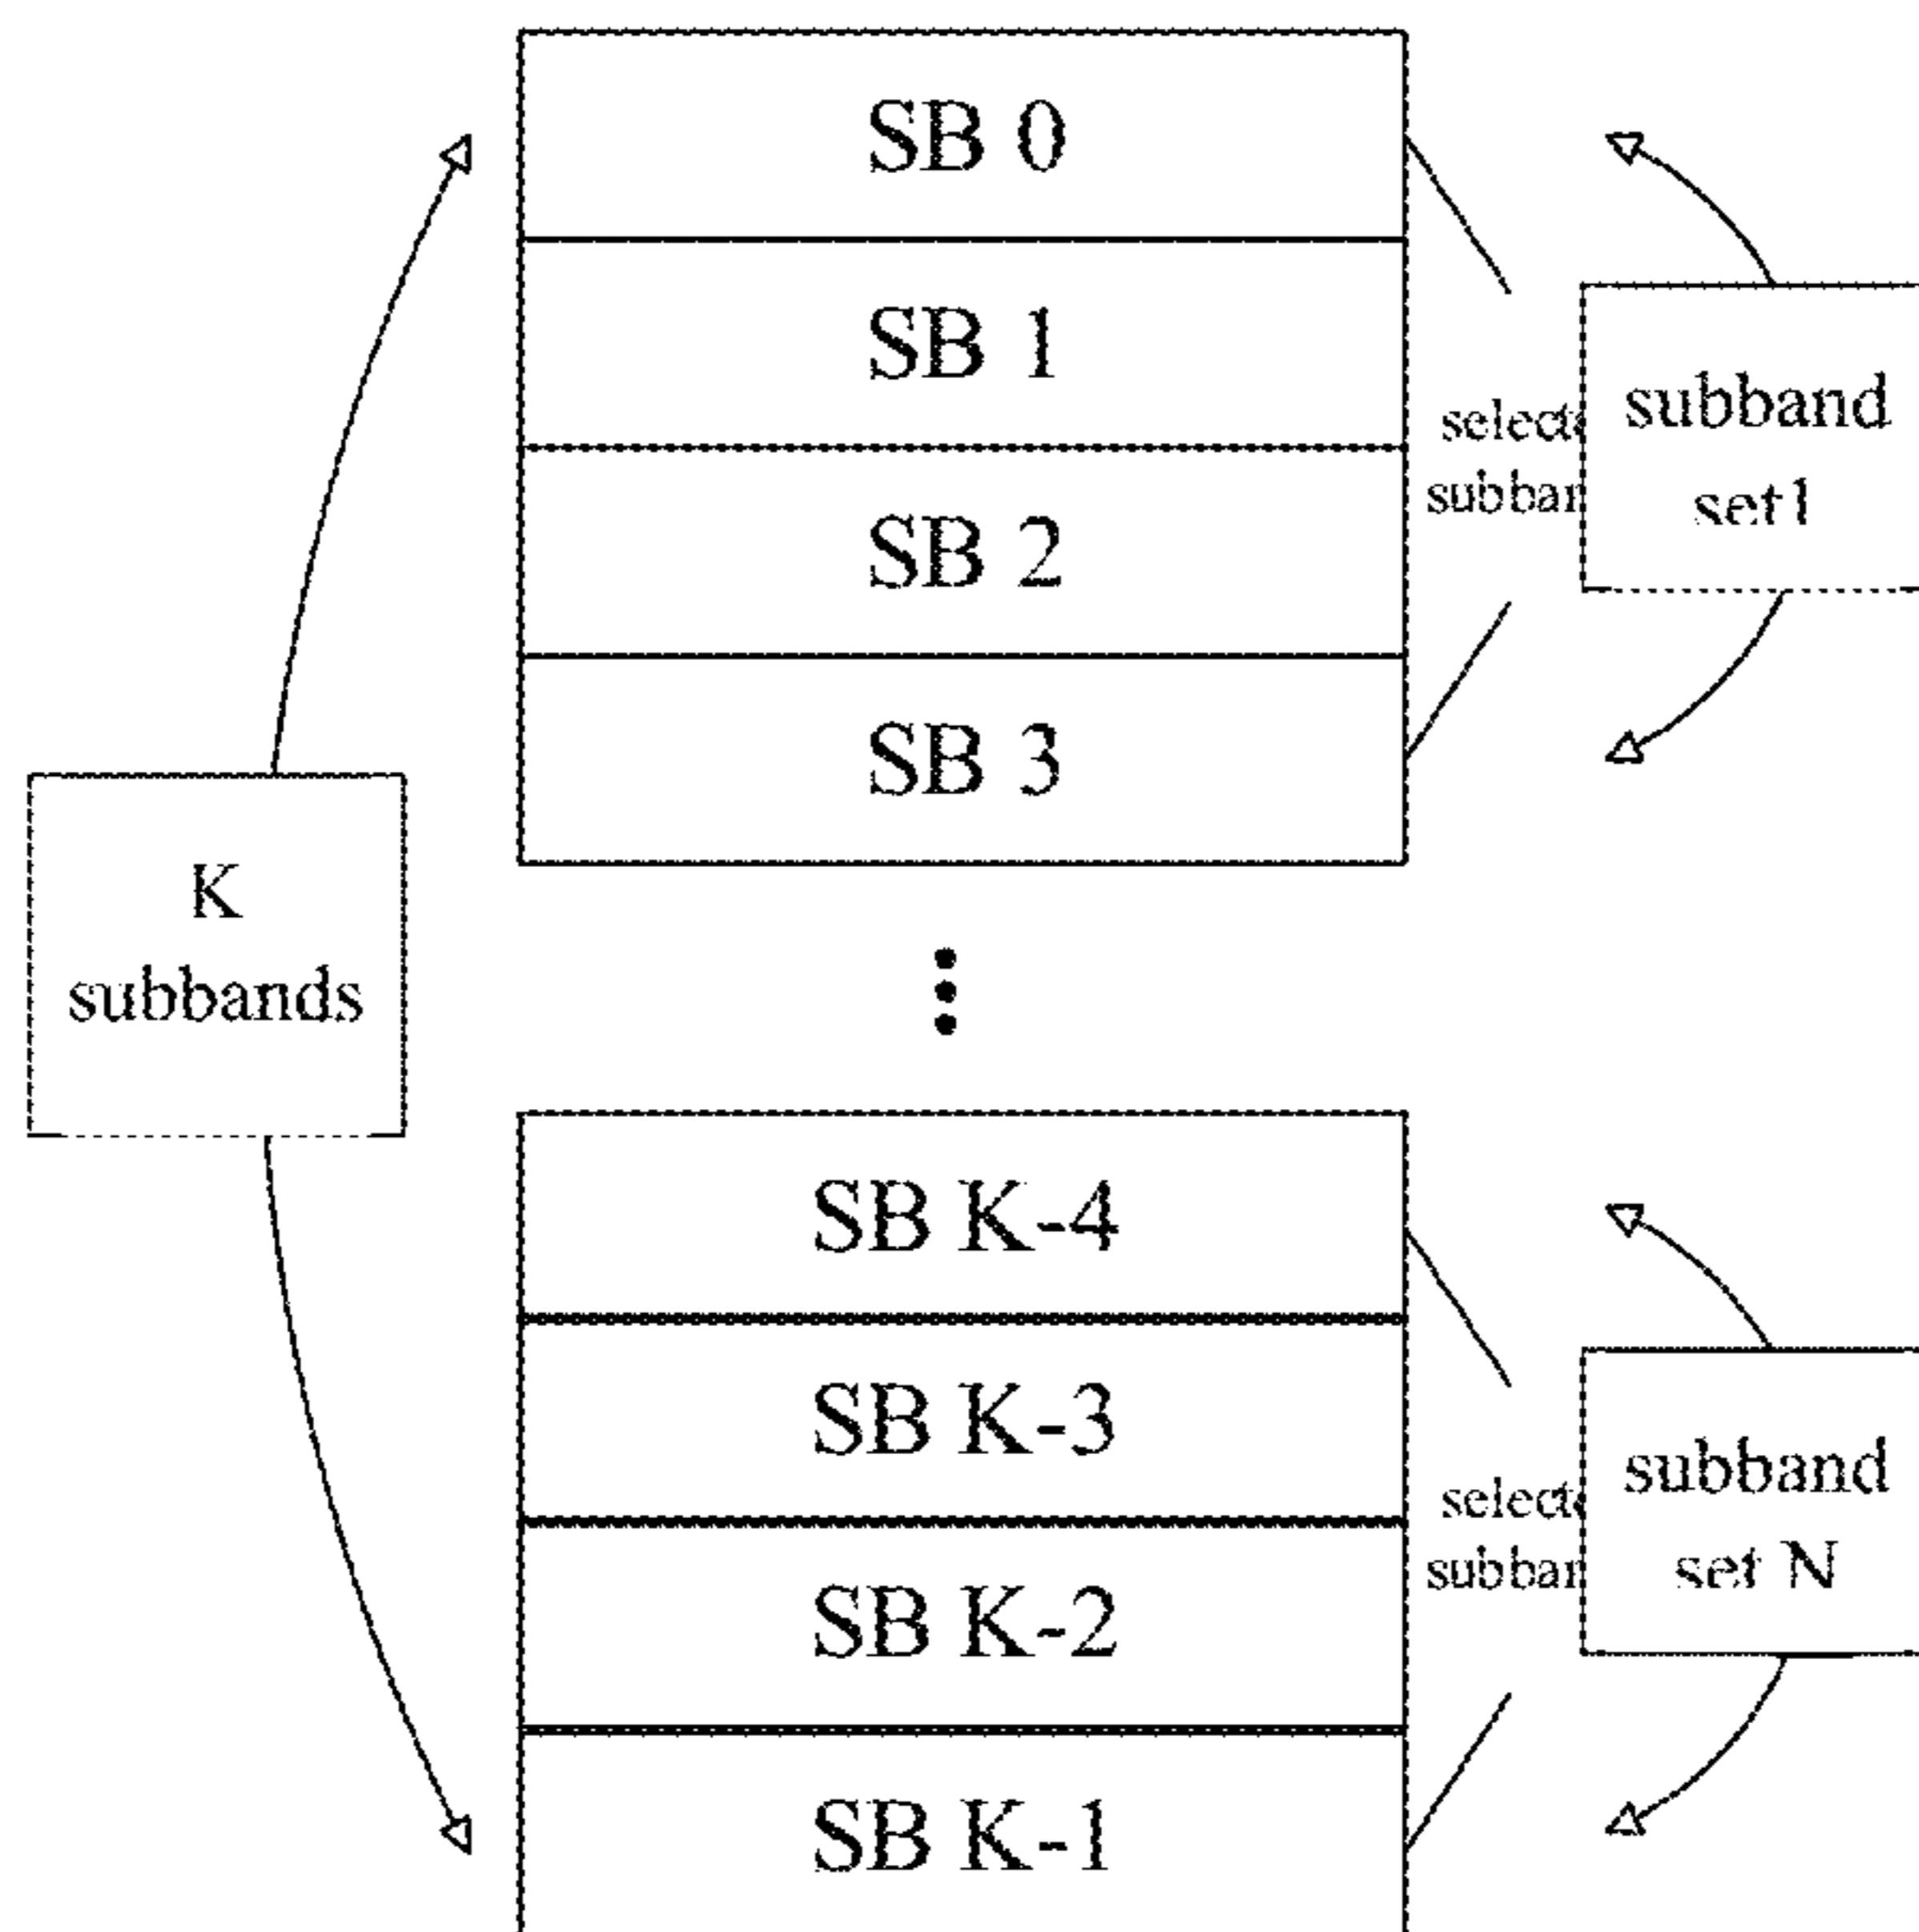 SB 0
SB 1
SB 2
SB 3
SB K-4
SB K-3
SB K-2
SB K-1
K
subbands
subband
set1
subband
set N